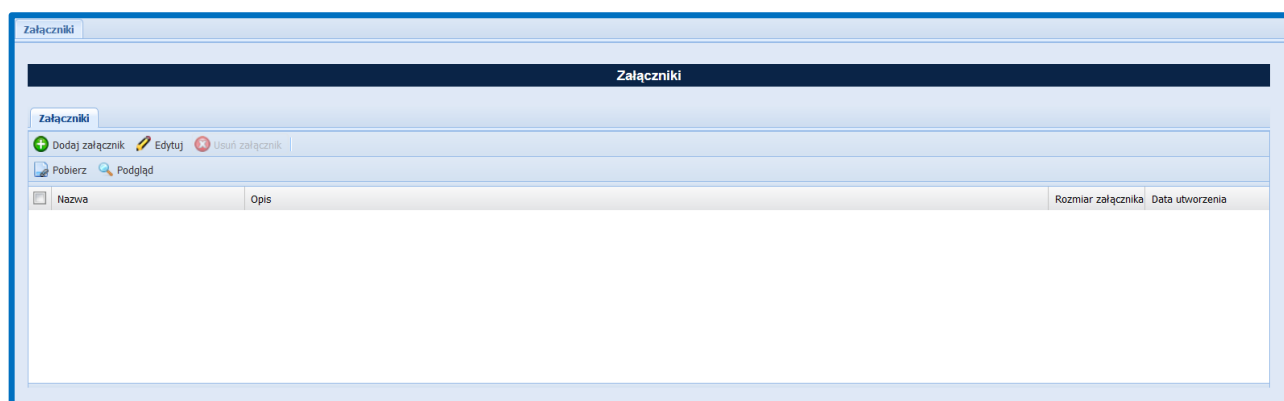 Załączniki
Załączniki
Załączniki
Dodaj załącznik Edytuj Usuń załącznik
Pobierz Podgląd
Nazwa Opis Rozmiar załącznika Data utworzenia